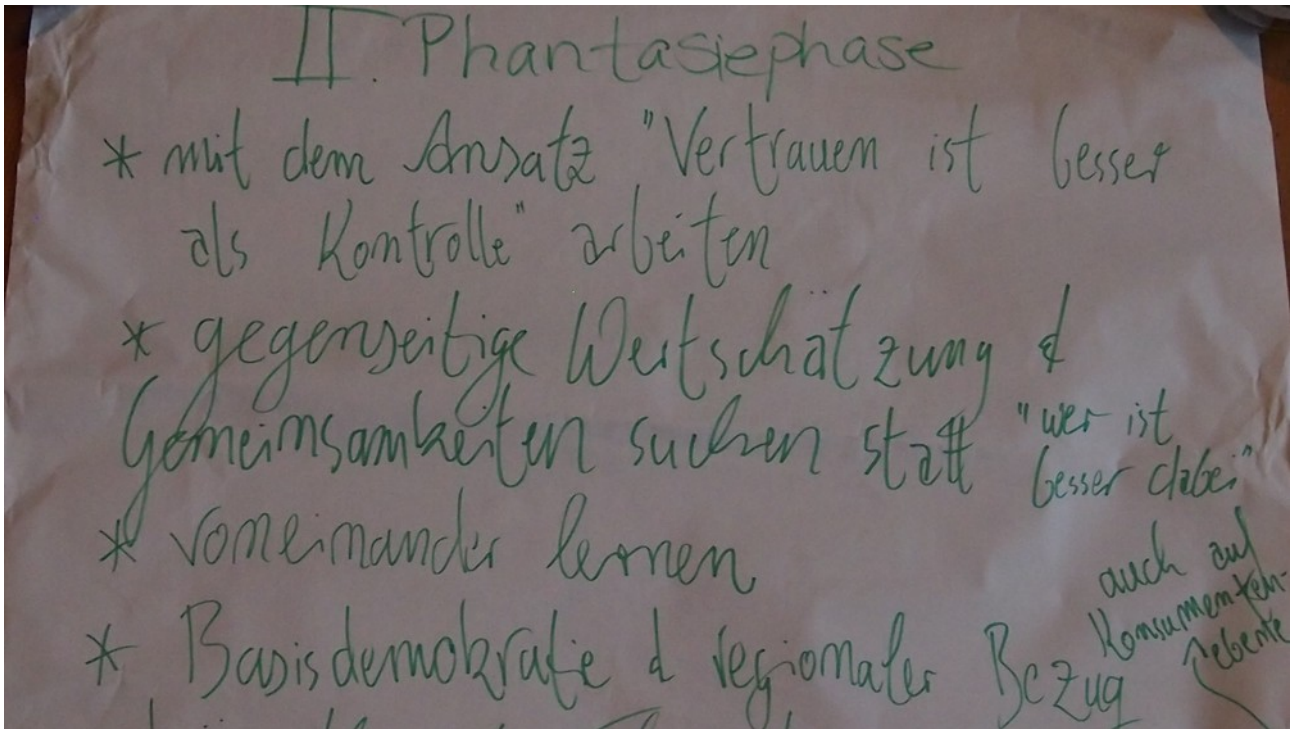 II. Phantasiephase
* mit dem Ansatz "Vertrauen ist besser
als Kontrolle" arbeiten
* gegenseitige Wertschätzung &
Gemeinsamkeiten suchen statt "wer ist
besser dabei"
* voneinander lernen
auch auf
Konsumenten-
ebene
* Basisdemokratie & regionaler Bezug